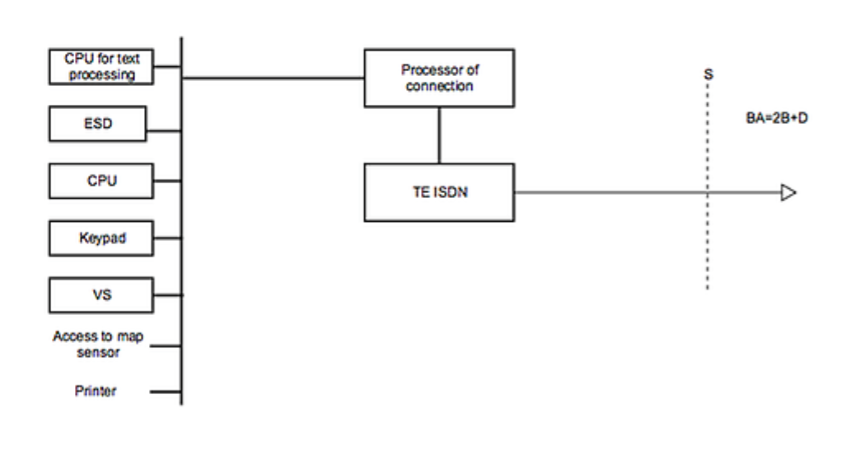 CPU for text
processing
ESD
CPU
Keypad
VS
Access to map
sensor
Printer
Processor of
connection
TE ISDN
S
BA=2B+D